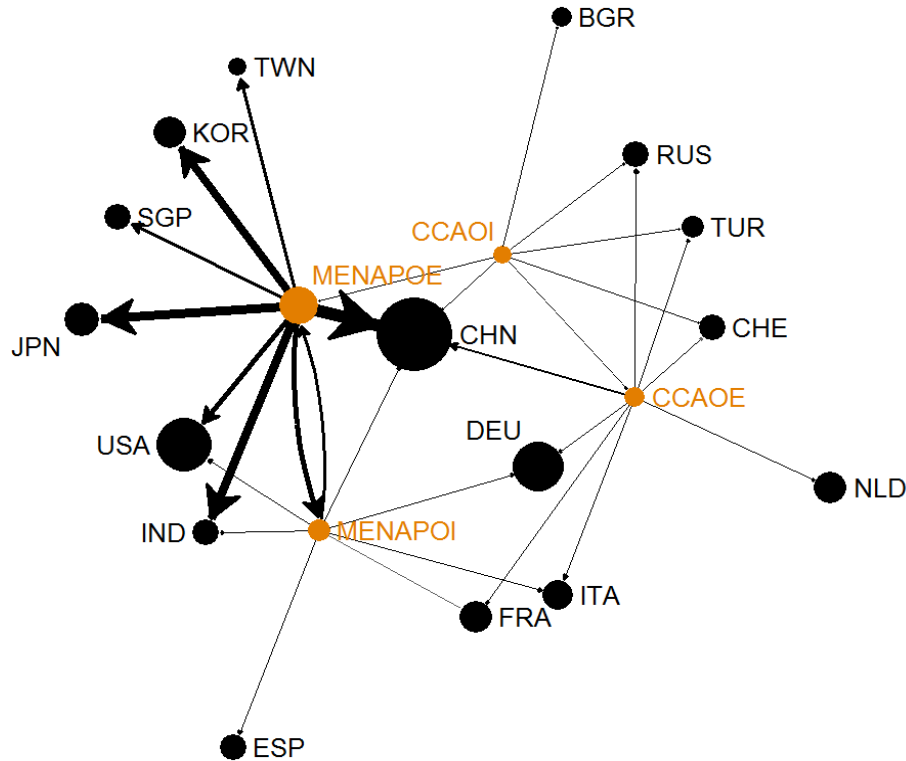 BGR
TWN
KOR
RUS
SGP
TUR
CCAOI
MENAPOE
CHE
CHN
JPN
CCAOE
DEU
USA
NLD
IND
MENAPOI
ITA
FRA
ESP